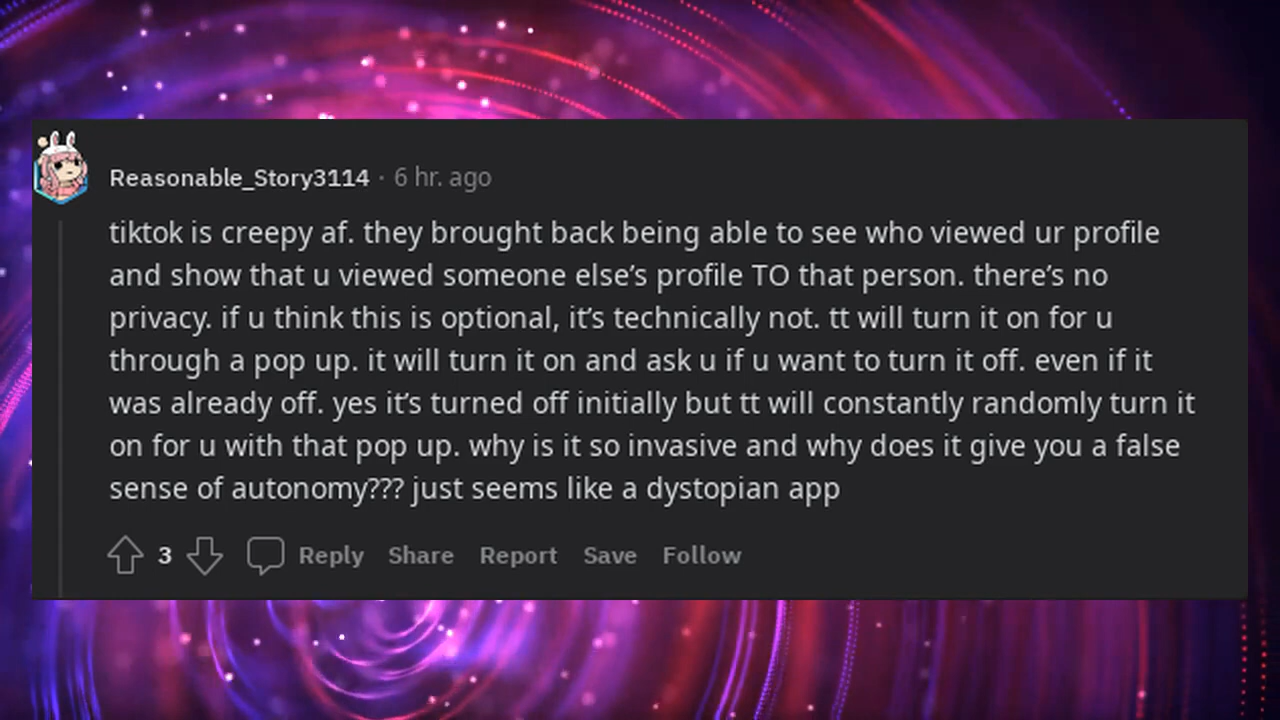 Reasonable_Story3114 · 6 hr. ago
tiktok is creepy af. they brought back being able to see who viewed ur profile
and show that u viewed someone else’s profile TO that person. there’s no
privacy. if u think this is optional, it’s technically not. tt will turn it on for u
through a pop up. it will turn it on and ask u if u want to turn it off. even if it
was already off. yes it’s turned off initially but tt will constantly randomly turn it
on for u with that pop up. why is it so invasive and why does it give you a false
sense of autonomy??? just seems like a dystopian app
3 Reply Share Report Save Follow